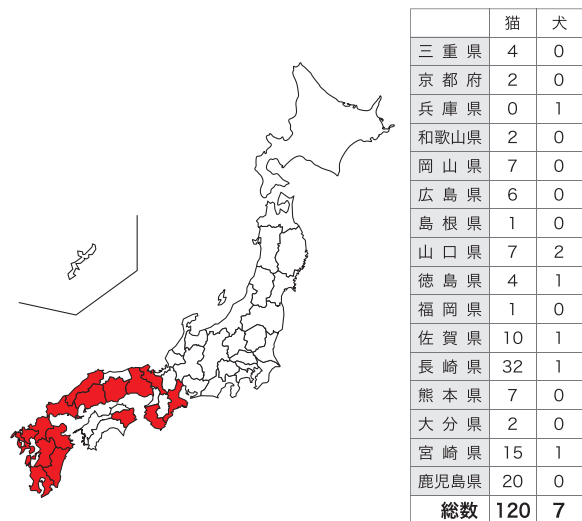 猫 犬
三重県 4 0
京都府 2 0
兵庫県 0 1
和歌山県 2 0
岡山県 7 0
広島県 6 0
島根県 1 0
山口県 7 2
徳島県 4 1
福岡県 1 0
佐賀県 10 1
長崎県 32 1
熊本県 7 0
大分県 2 0
宮崎県 15 1
鹿児島県 20 0
総数 120 7